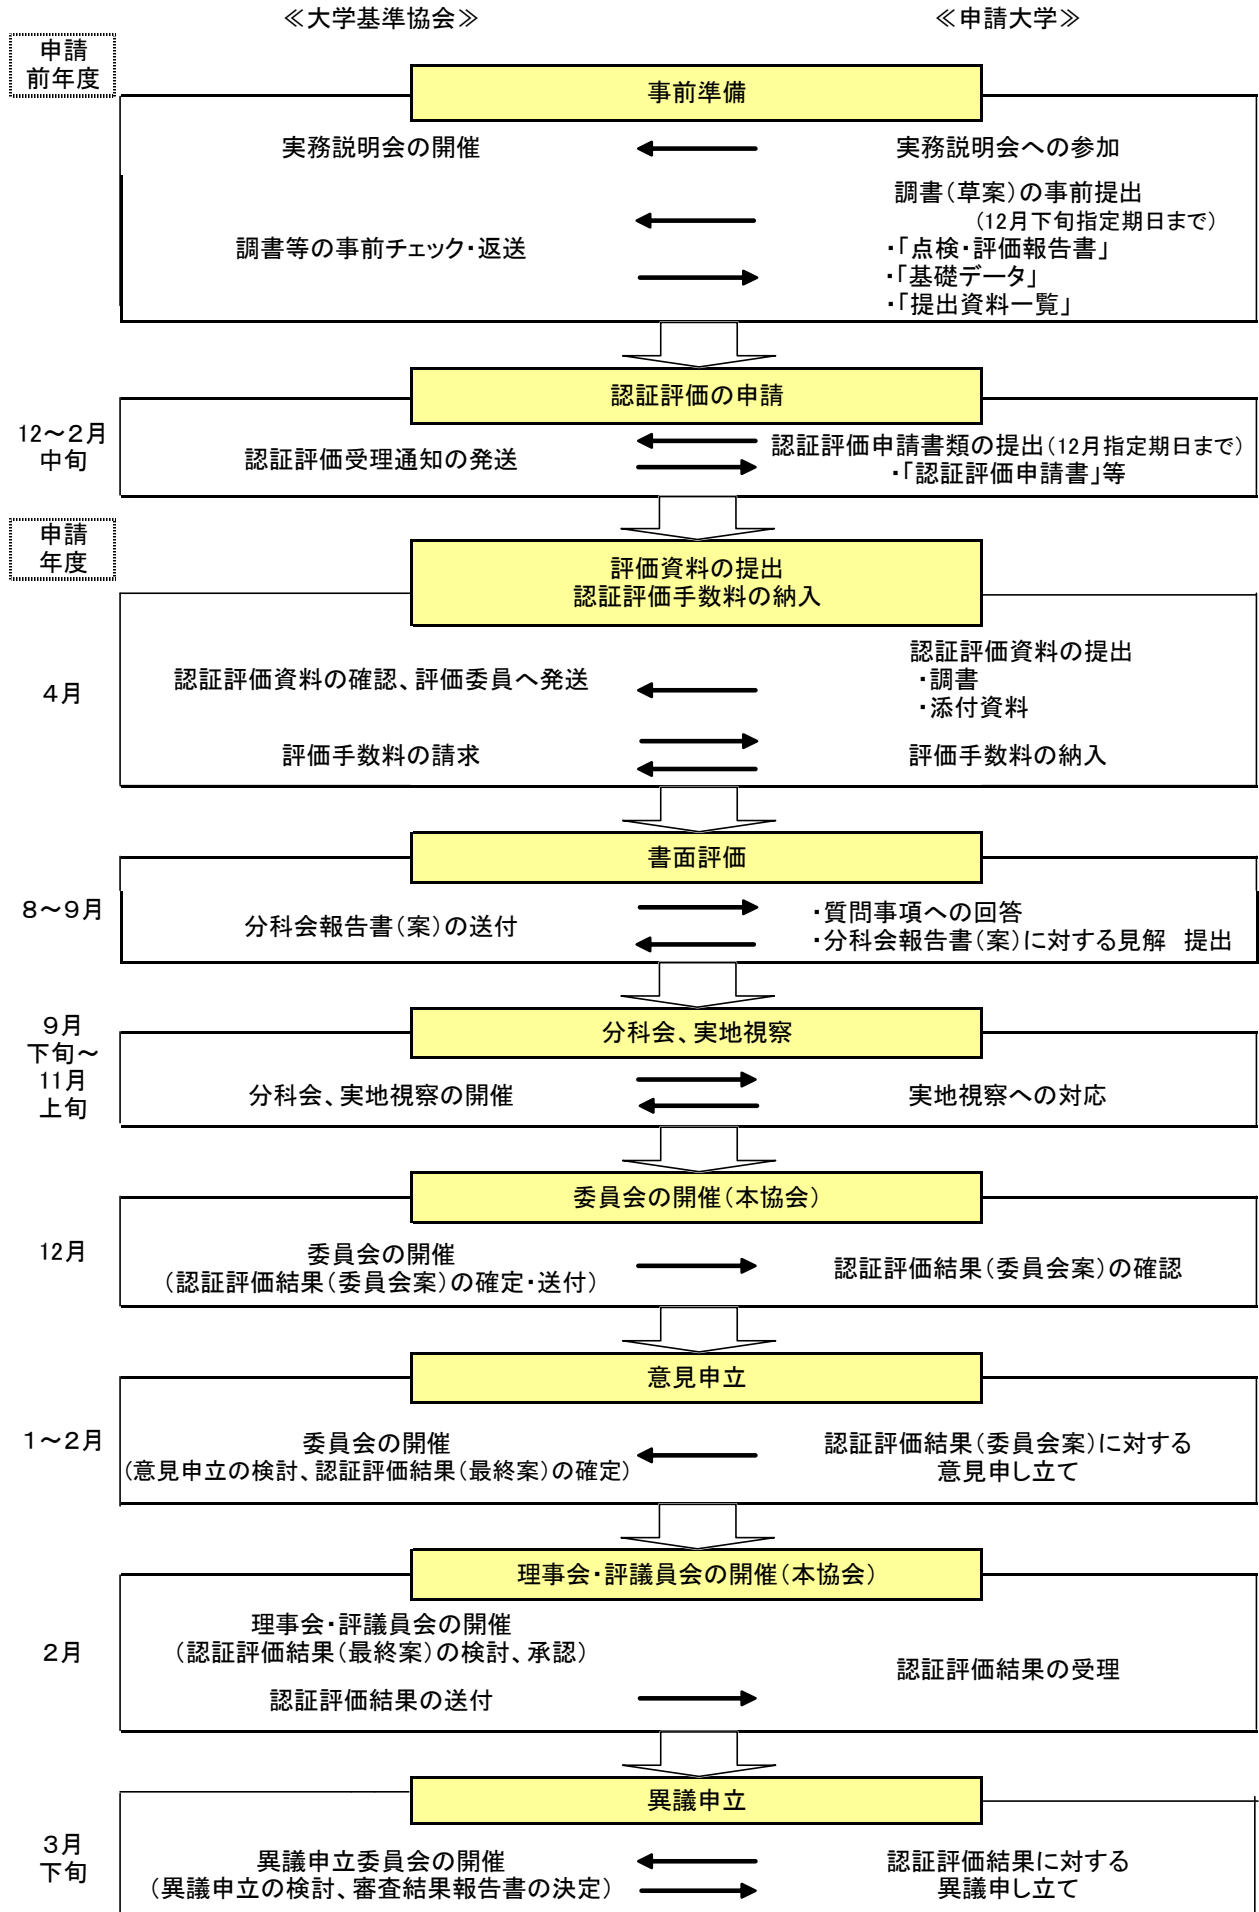 ≪大学基準協会≫
≪申請大学≫
申請
前年度
事前準備
実務説明会の開催
実務説明会への参加
調書(草案)の事前提出
(12月下旬指定期日まで)
調書等の事前チェック・返送
・「点検・評価報告書」
・「基礎データ」
・「提出資料一覧」
認証評価の申請
12～2月
中旬
認証評価受理通知の発送
認証評価申請書類の提出(12月指定期日まで)
・「認証評価申請書」等
申請
年度
評価資料の提出
認証評価手数料の納入
4月
認証評価資料の確認、評価委員へ発送
認証評価資料の提出
・調書
・添付資料
評価手数料の請求
評価手数料の納入
書面評価
8～9月
分科会報告書(案)の送付
・質問事項への回答
・分科会報告書(案)に対する見解　提出
9月
下旬～
11月
上旬
分科会、実地視察
分科会、実地視察の開催
実地視察への対応
委員会の開催(本協会)
12月
委員会の開催
(認証評価結果(委員会案)の確定・送付)
認証評価結果(委員会案)の確認
意見申立
1～2月
委員会の開催
(意見申立の検討、認証評価結果(最終案)の確定)
認証評価結果(委員会案)に対する
意見申し立て
理事会・評議員会の開催(本協会)
2月
理事会・評議員会の開催
(認証評価結果(最終案)の検討、承認)
認証評価結果の送付
認証評価結果の受理
異議申立
3月
下旬
異議申立委員会の開催
(異議申立の検討、審査結果報告書の決定)
認証評価結果に対する
異議申し立て